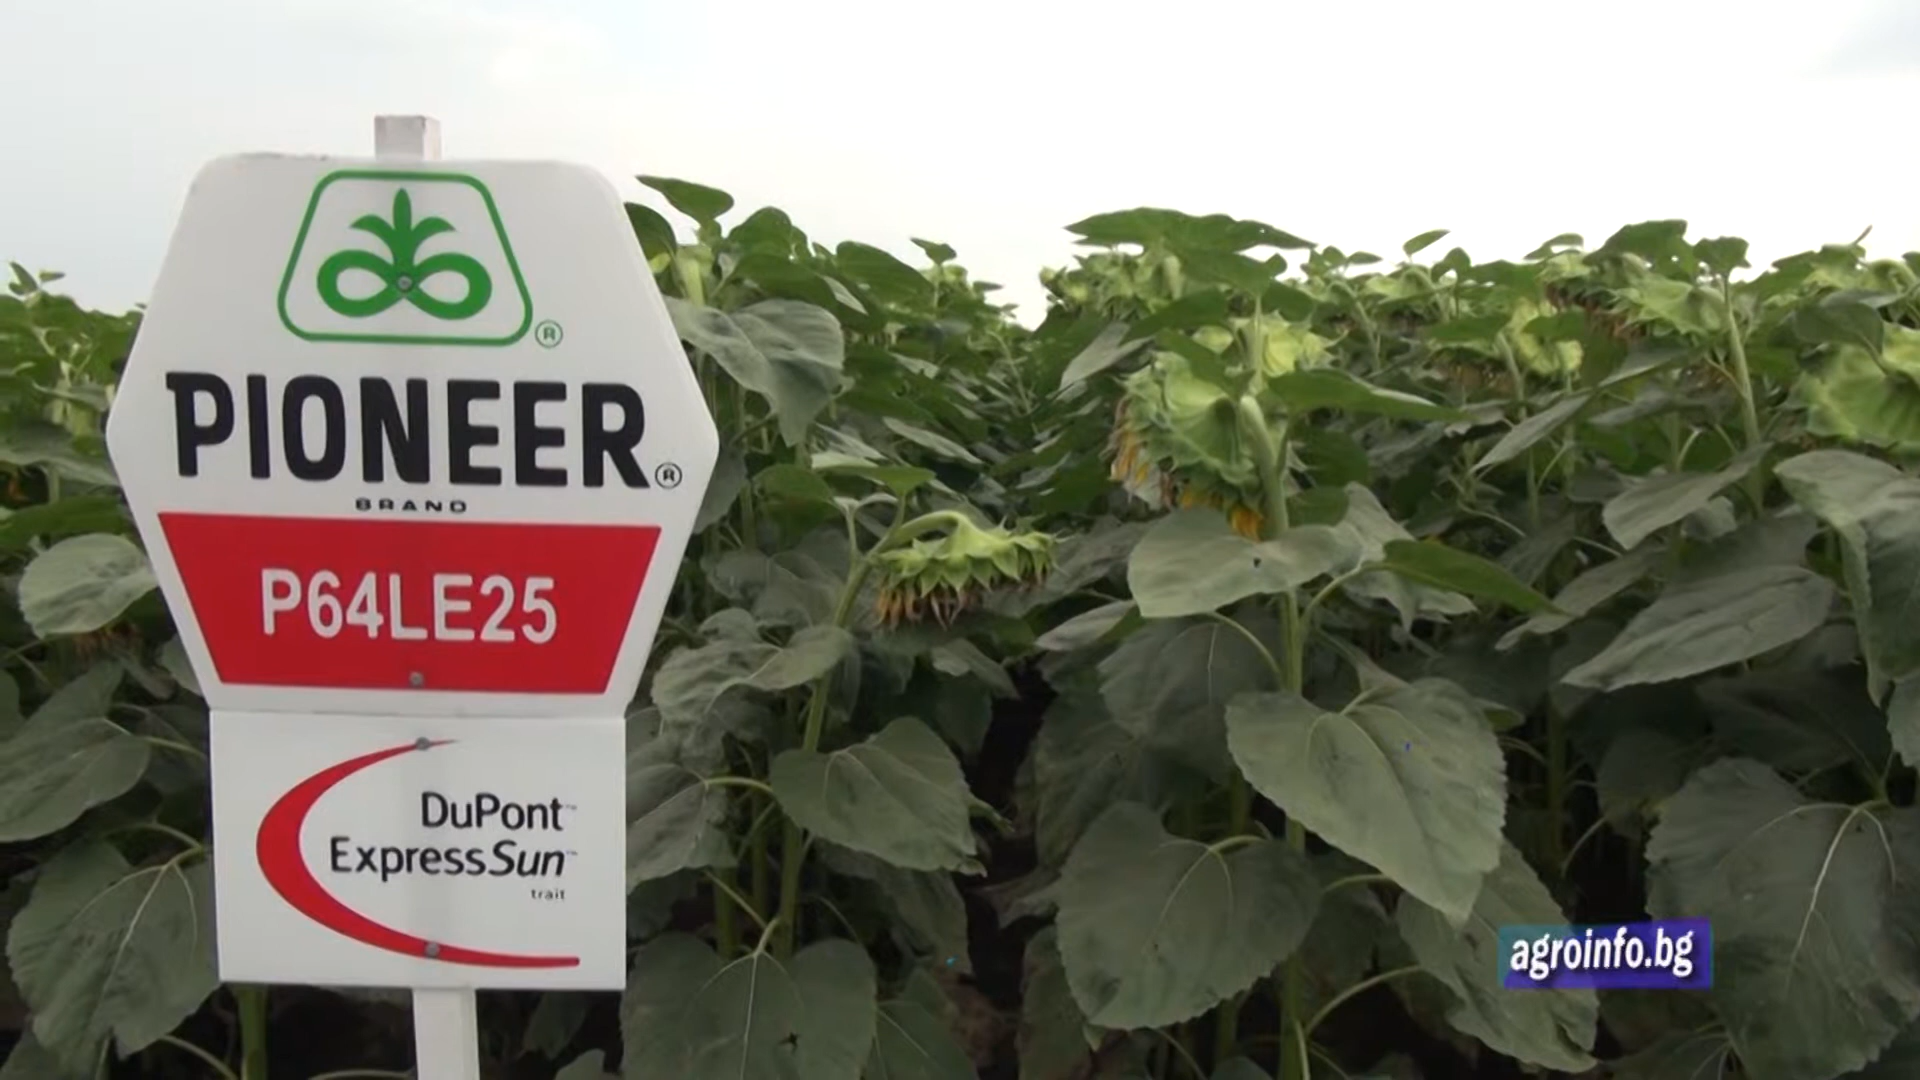 ®
PIONEER®
BRAND
P64LE25
DuPont™
ExpressSun™
trait
agroinfo.bg